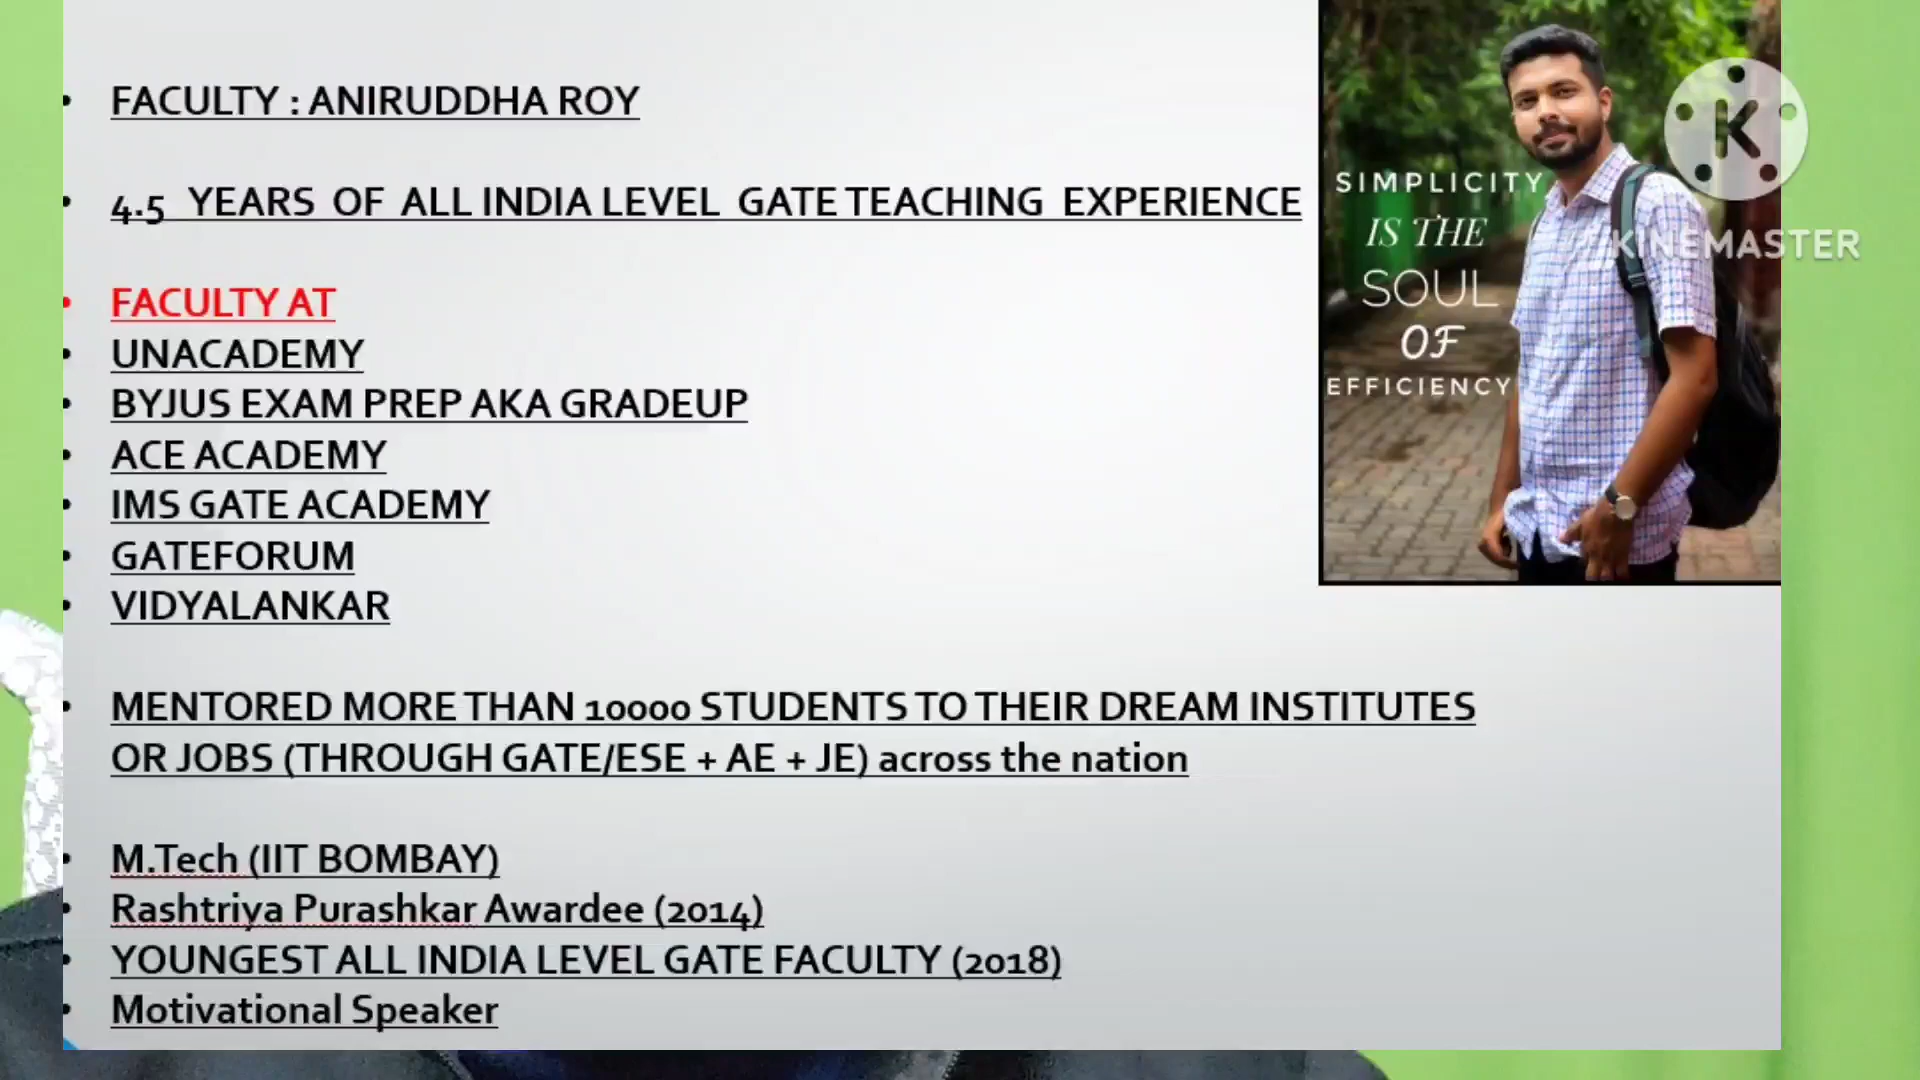 FACULTY : ANIRUDDHA ROY
4.5 YEARS OF ALL INDIA LEVEL GATE TEACHING EXPERIENCE
FACULTY AT
UNACADEMY
BYJUS EXAM PREP AKA GRADEUP
ACE ACADEMY
IMS GATE ACADEMY
GATEFORUM
VIDYALANKAR
MENTORED MORE THAN 10000 STUDENTS TO THEIR DREAM INSTITUTES
OR JOBS (THROUGH GATE/ESE + AE + JE) across the nation
M.Tech (IIT BOMBAY)
Rashtriya Purashkar Awardee (2014)
YOUNGEST ALL INDIA LEVEL GATE FACULTY (2018)
Motivational Speaker
SIMPLICITY
IS THE
SOUL
OF
EFFICIENCY
K
KINEMASTER